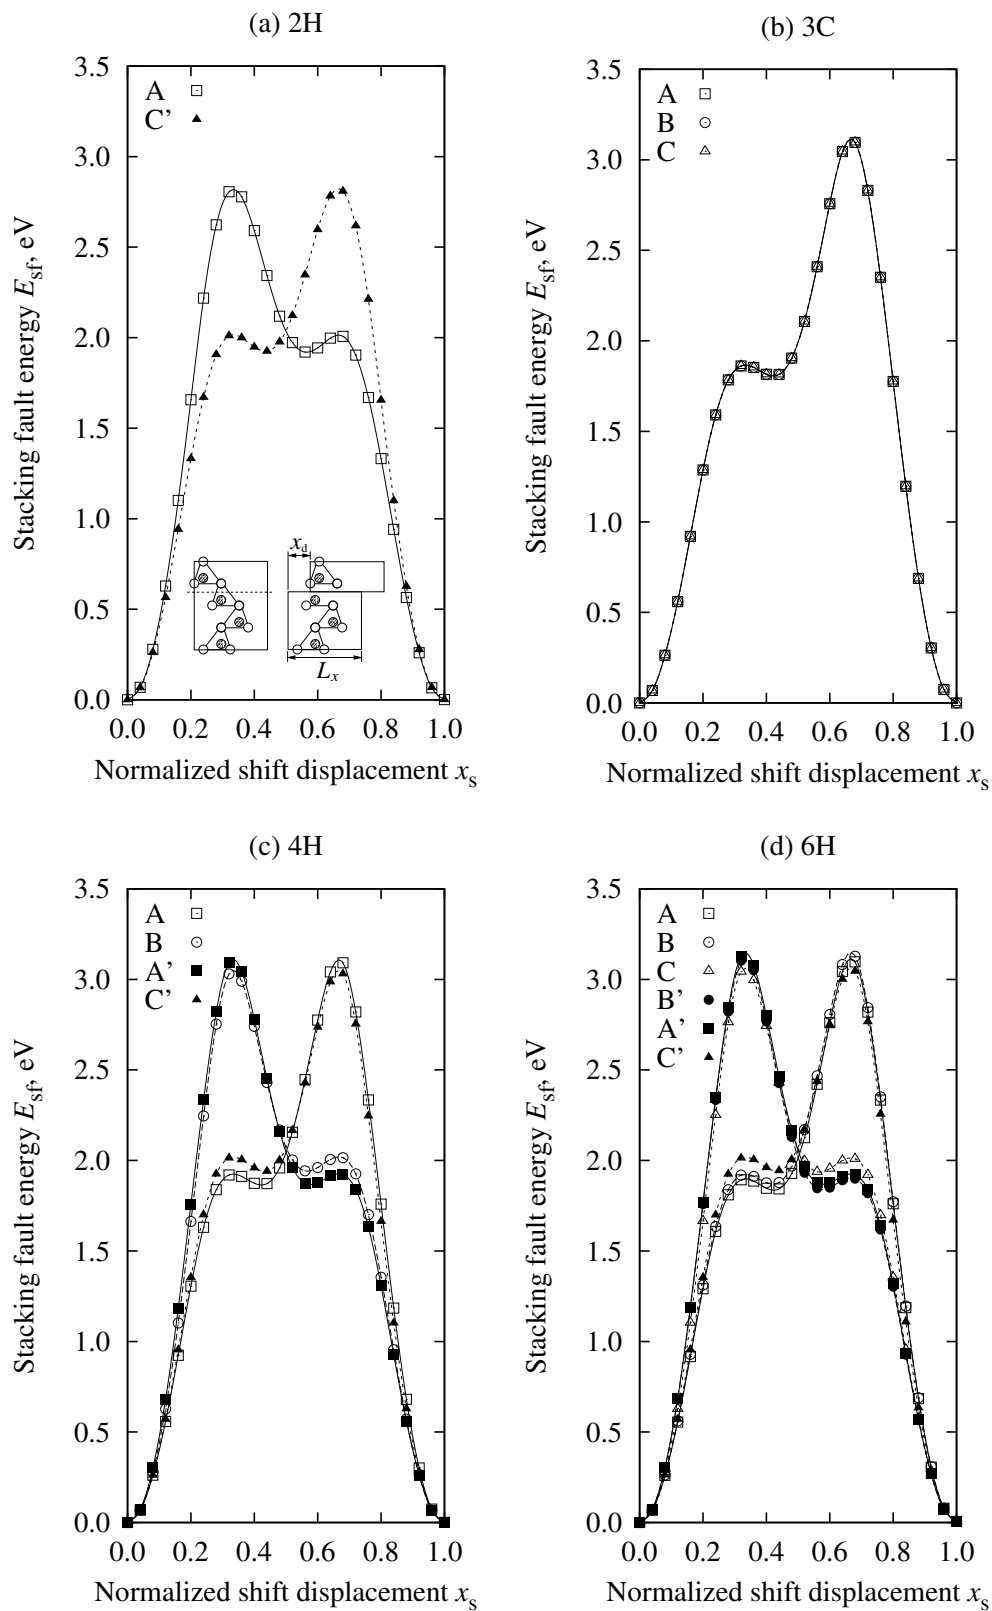 (a) 2H
3.5
3.0
2.5
2.0
1.5
1.0
0.5
0.0
0.0 0.2 0.4 0.6 0.8 1.0
Stacking fault energy E_sf, eV
Normalized shift displacement x_s
A
C'
x_d
L_x
(b) 3C
3.5
3.0
2.5
2.0
1.5
1.0
0.5
0.0
0.0 0.2 0.4 0.6 0.8 1.0
Stacking fault energy E_sf, eV
Normalized shift displacement x_s
A
B
C
(c) 4H
3.5
3.0
2.5
2.0
1.5
1.0
0.5
0.0
0.0 0.2 0.4 0.6 0.8 1.0
Stacking fault energy E_sf, eV
Normalized shift displacement x_s
A
B
A'
C'
(d) 6H
3.5
3.0
2.5
2.0
1.5
1.0
0.5
0.0
0.0 0.2 0.4 0.6 0.8 1.0
Stacking fault energy E_sf, eV
Normalized shift displacement x_s
A
B
C
B'
A'
C'